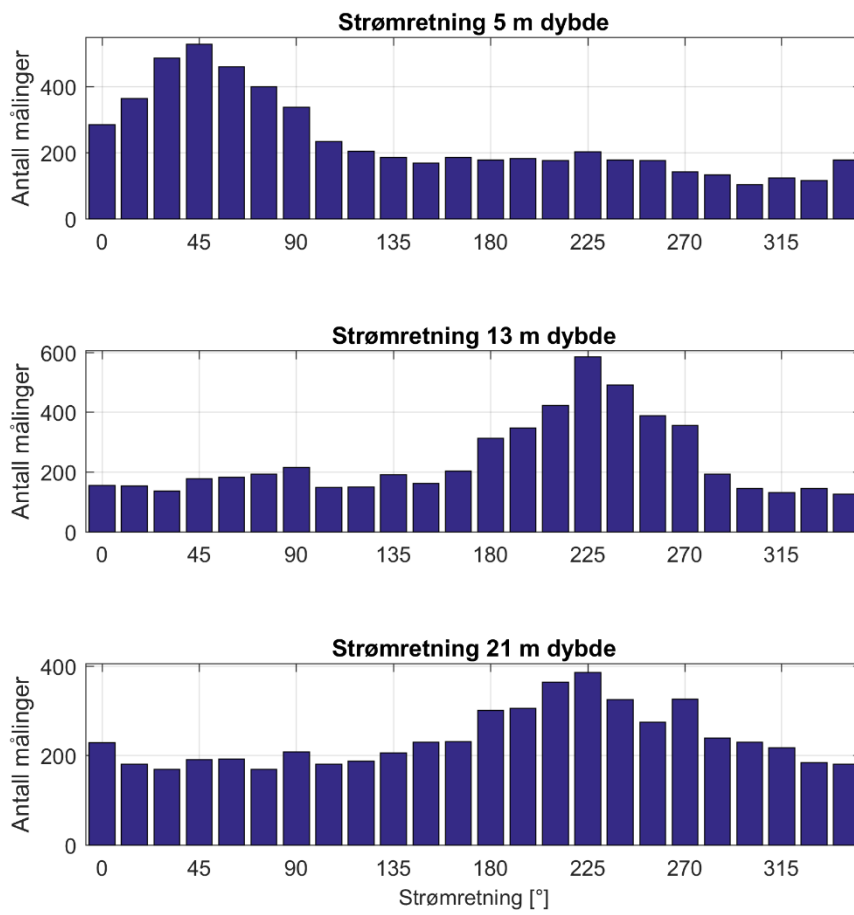 Strømretning 5 m dybde
Antall målinger
400
200
0
0 45 90 135 180 225 270 315
Strømretning 13 m dybde
Antall målinger
600
400
200
0
0 45 90 135 180 225 270 315
Strømretning 21 m dybde
Antall målinger
400
200
0
0 45 90 135 180 225 270 315
Strømretning [°]